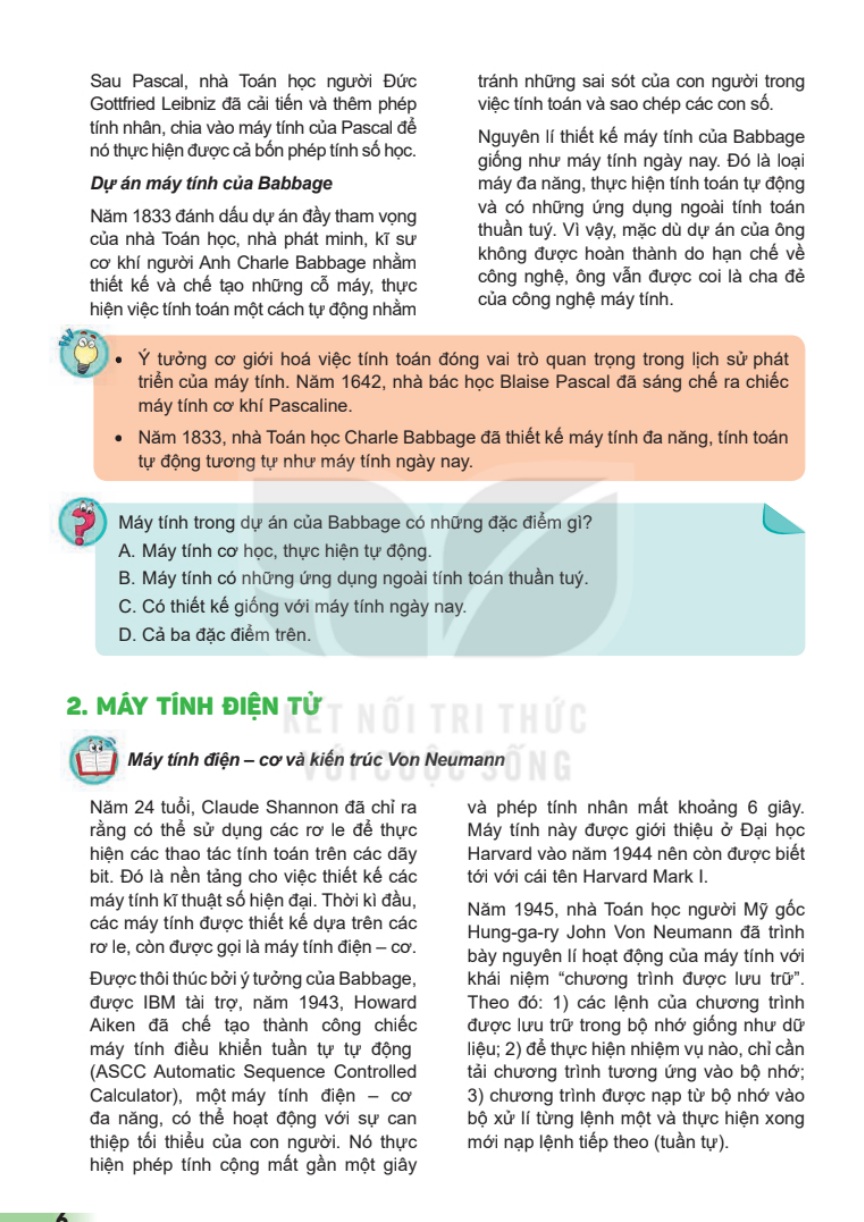 Sau Pascal, nhà Toán học người Đức
Gottfried Leibniz đã cải tiến và thêm phép
tính nhân, chia vào máy tính của Pascal để
nó thực hiện được cả bốn phép tính số học.
Dự án máy tính của Babbage
Năm 1833 đánh dấu dự án đầy tham vọng
của nhà Toán học, nhà phát minh, kĩ sư
cơ khí người Anh Charle Babbage nhằm
thiết kế và chế tạo những cỗ máy, thực
hiện việc tính toán một cách tự động nhằm
tránh những sai sót của con người trong
việc tính toán và sao chép các con số.
Nguyên lí thiết kế máy tính của Babbage
giống như máy tính ngày nay. Đó là loại
máy đa năng, thực hiện tính toán tự động
và có những ứng dụng ngoài tính toán
thuần tuý. Vì vậy, mặc dù dự án của ông
không được hoàn thành do hạn chế về
công nghệ, ông vẫn được coi là cha đẻ
của công nghệ máy tính.
• Ý tưởng cơ giới hoá việc tính toán đóng vai trò quan trọng trong lịch sử phát
triển của máy tính. Năm 1642, nhà bác học Blaise Pascal đã sáng chế ra chiếc
máy tính cơ khí Pascaline.
• Năm 1833, nhà Toán học Charle Babbage đã thiết kế máy tính đa năng, tính toán
tự động tương tự như máy tính ngày nay.
?
Máy tính trong dự án của Babbage có những đặc điểm gì?
A. Máy tính cơ học, thực hiện tự động.
B. Máy tính có những ứng dụng ngoài tính toán thuần tuý.
C. Có thiết kế giống với máy tính ngày nay.
D. Cả ba đặc điểm trên.
2. MÁY TÍNH ĐIỆN TỬ
KẾT NỐI TRI THỨC
VỚI CUỘC SỐNG
Máy tính điện – cơ và kiến trúc Von Neumann
Năm 24 tuổi, Claude Shannon đã chỉ ra
rằng có thể sử dụng các rơ le để thực
hiện các thao tác tính toán trên các dãy
bit. Đó là nền tảng cho việc thiết kế các
máy tính kĩ thuật số hiện đại. Thời kì đầu,
các máy tính được thiết kế dựa trên các
rơ le, còn được gọi là máy tính điện – cơ.
Được thôi thúc bởi ý tưởng của Babbage,
được IBM tài trợ, năm 1943, Howard
Aiken đã chế tạo thành công chiếc
máy tính điều khiển tuần tự tự động
(ASCC Automatic Sequence Controlled
Calculator), một máy tính điện – cơ
đa năng, có thể hoạt động với sự can
thiệp tối thiểu của con người. Nó thực
hiện phép tính cộng mất gần một giây
và phép tính nhân mất khoảng 6 giây.
Máy tính này được giới thiệu ở Đại học
Harvard vào năm 1944 nên còn được biết
tới với cái tên Harvard Mark I.
Năm 1945, nhà Toán học người Mỹ gốc
Hung-ga-ry John Von Neumann đã trình
bày nguyên lí hoạt động của máy tính với
khái niệm “chương trình được lưu trữ”.
Theo đó: 1) các lệnh của chương trình
được lưu trữ trong bộ nhớ giống như dữ
liệu; 2) để thực hiện nhiệm vụ nào, chỉ cần
tải chương trình tương ứng vào bộ nhớ;
3) chương trình được nạp từ bộ nhớ vào
bộ xử lí từng lệnh một và thực hiện xong
mới nạp lệnh tiếp theo (tuần tự).
6